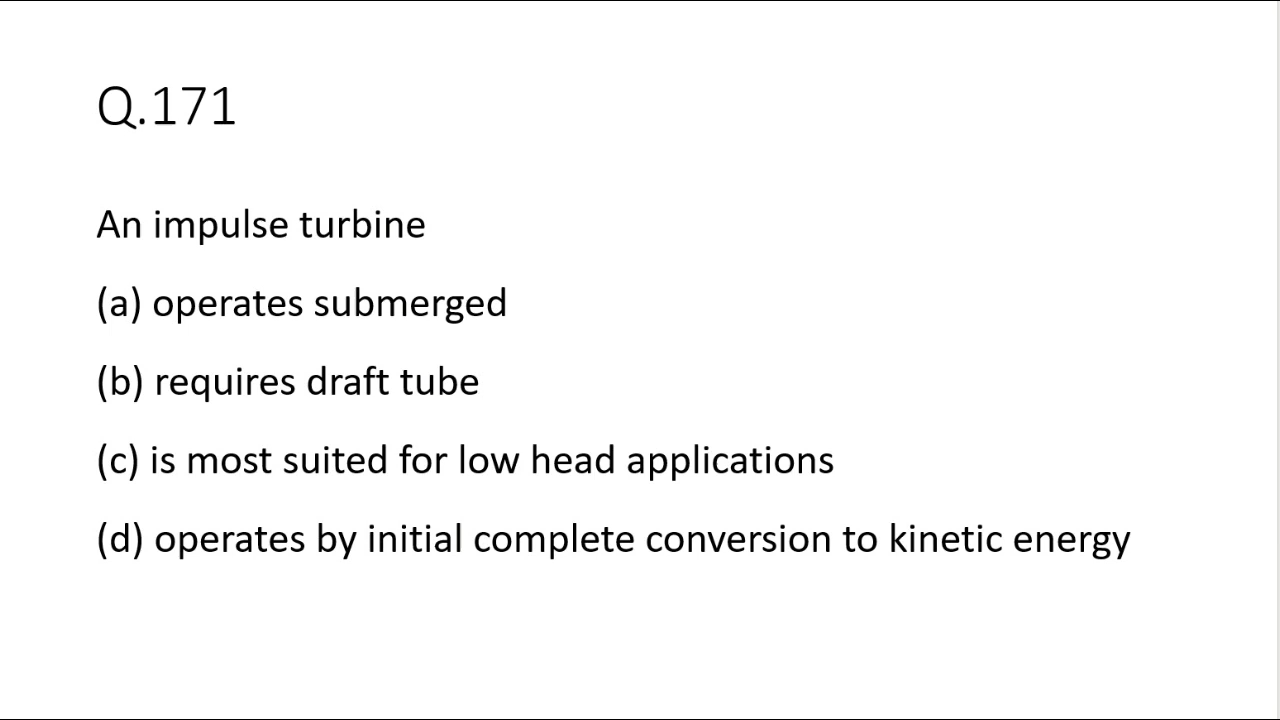 Q.171
An impulse turbine
(a) operates submerged
(b) requires draft tube
(c) is most suited for low head applications
(d) operates by initial complete conversion to kinetic energy